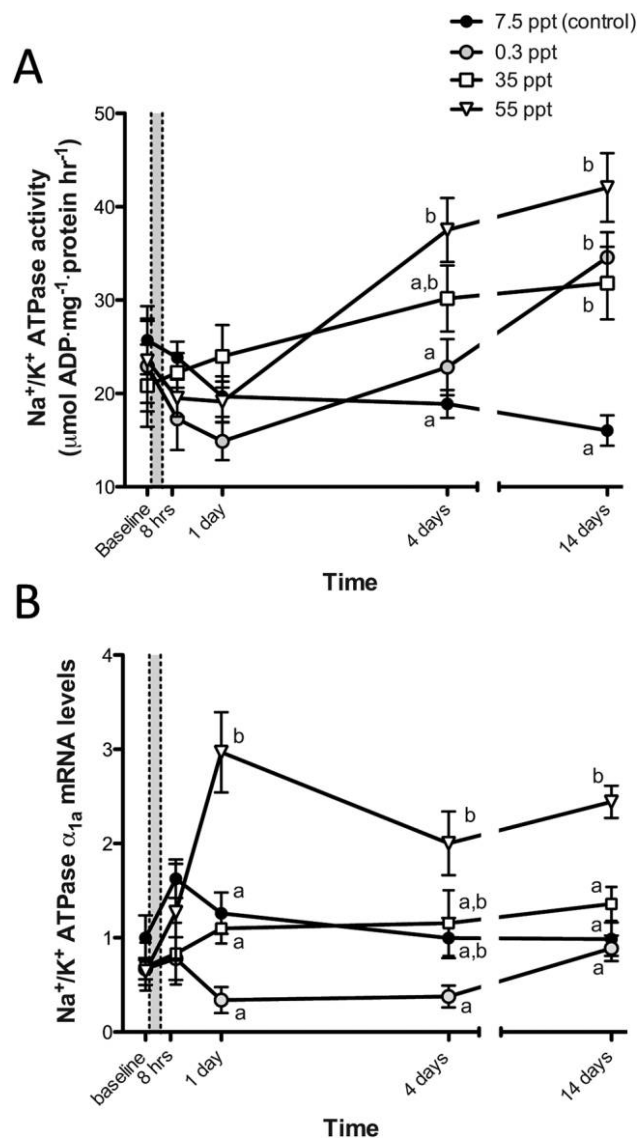 7.5 ppt (control)
0.3 ppt
35 ppt
55 ppt
A
Na⁺/K⁺ ATPase activity
(μmol ADP·mg⁻¹·protein hr⁻¹)
50
40
30
20
10
b
a,b
a
a
b
b
b
a
Baseline
8 hrs
1 day
4 days
14 days
Time
B
Na⁺/K⁺ ATPase α₁ₐ mRNA levels
4
3
2
1
0
b
a
a
a
b
a,b
a,b
a
b
a
a
a
baseline
8 hrs
1 day
4 days
14 days
Time